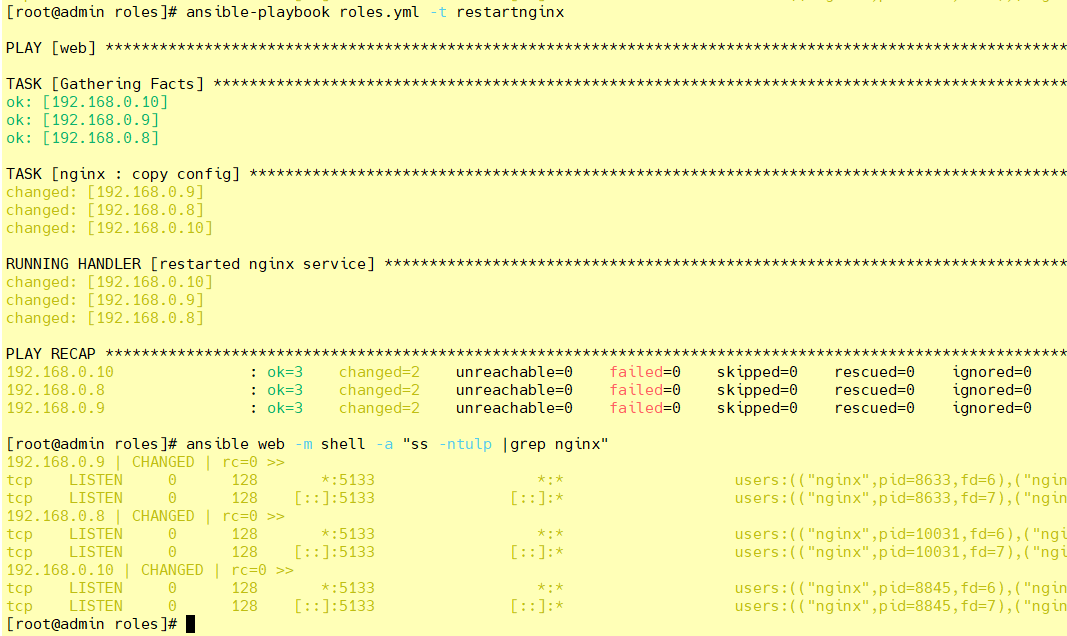 [root@admin roles]# ansible-playbook roles.yml -t restartnginx
PLAY [web] ***********************************************************************************************************
TASK [Gathering Facts] ***********************************************************************************************
ok: [192.168.0.10]
ok: [192.168.0.9]
ok: [192.168.0.8]
TASK [nginx : copy config] *******************************************************************************************
changed: [192.168.0.9]
changed: [192.168.0.8]
changed: [192.168.0.10]
RUNNING HANDLER [restarted nginx service] ****************************************************************************
changed: [192.168.0.10]
changed: [192.168.0.9]
changed: [192.168.0.8]
PLAY RECAP ***********************************************************************************************************
192.168.0.10 : ok=3 changed=2 unreachable=0 failed=0 skipped=0 rescued=0 ignored=0
192.168.0.8 : ok=3 changed=2 unreachable=0 failed=0 skipped=0 rescued=0 ignored=0
192.168.0.9 : ok=3 changed=2 unreachable=0 failed=0 skipped=0 rescued=0 ignored=0
[root@admin roles]# ansible web -m shell -a "ss -ntulp |grep nginx"
192.168.0.9 | CHANGED | rc=0 >>
tcp LISTEN 0 128 *:5133 *:* users:(("nginx",pid=8633,fd=6),("ngin
tcp LISTEN 0 128 [::]:5133 [::]:* users:(("nginx",pid=8633,fd=7),("ngin
192.168.0.8 | CHANGED | rc=0 >>
tcp LISTEN 0 128 *:5133 *:* users:(("nginx",pid=10031,fd=6),("ngi
tcp LISTEN 0 128 [::]:5133 [::]:* users:(("nginx",pid=10031,fd=7),("ngi
192.168.0.10 | CHANGED | rc=0 >>
tcp LISTEN 0 128 *:5133 *:* users:(("nginx",pid=8845,fd=6),("ngin
tcp LISTEN 0 128 [::]:5133 [::]:* users:(("nginx",pid=8845,fd=7),("ngin
[root@admin roles]#